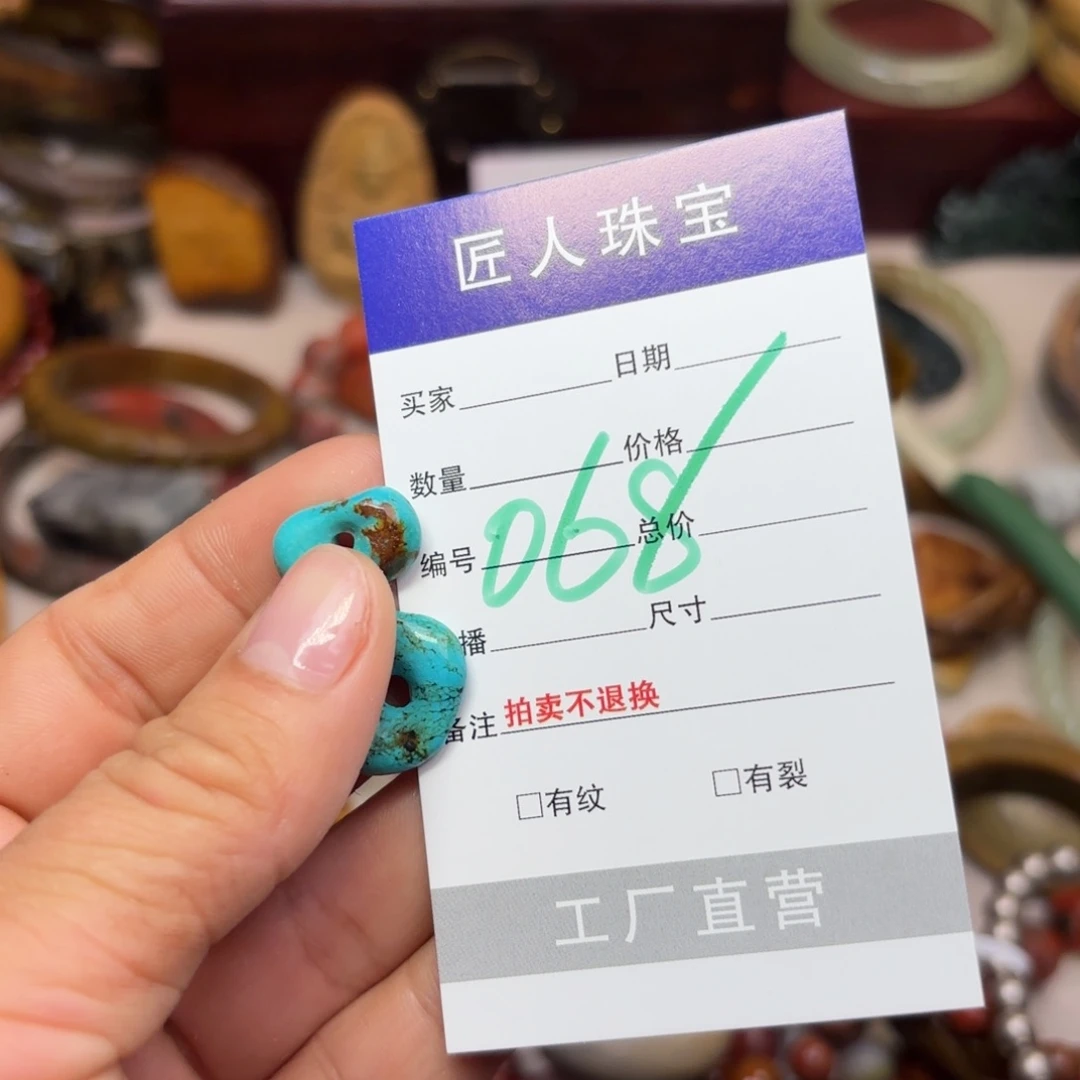 匠人珠宝
买家 日期
数量 价格
编号 068 总价
播 尺寸
备注 拍卖不退换
□有纹 □有裂
工厂直营